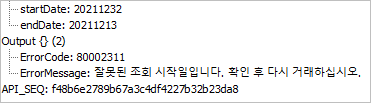 startDate: 20211232
endDate: 20211213
Output {} (2)
ErrorCode: 80002311
ErrorMessage: 잘못된 조회 시작일입니다. 확인 후 다시 거래하십시오.
API_SEQ: f48b6e2789b67a3c4df4227b32b23da8